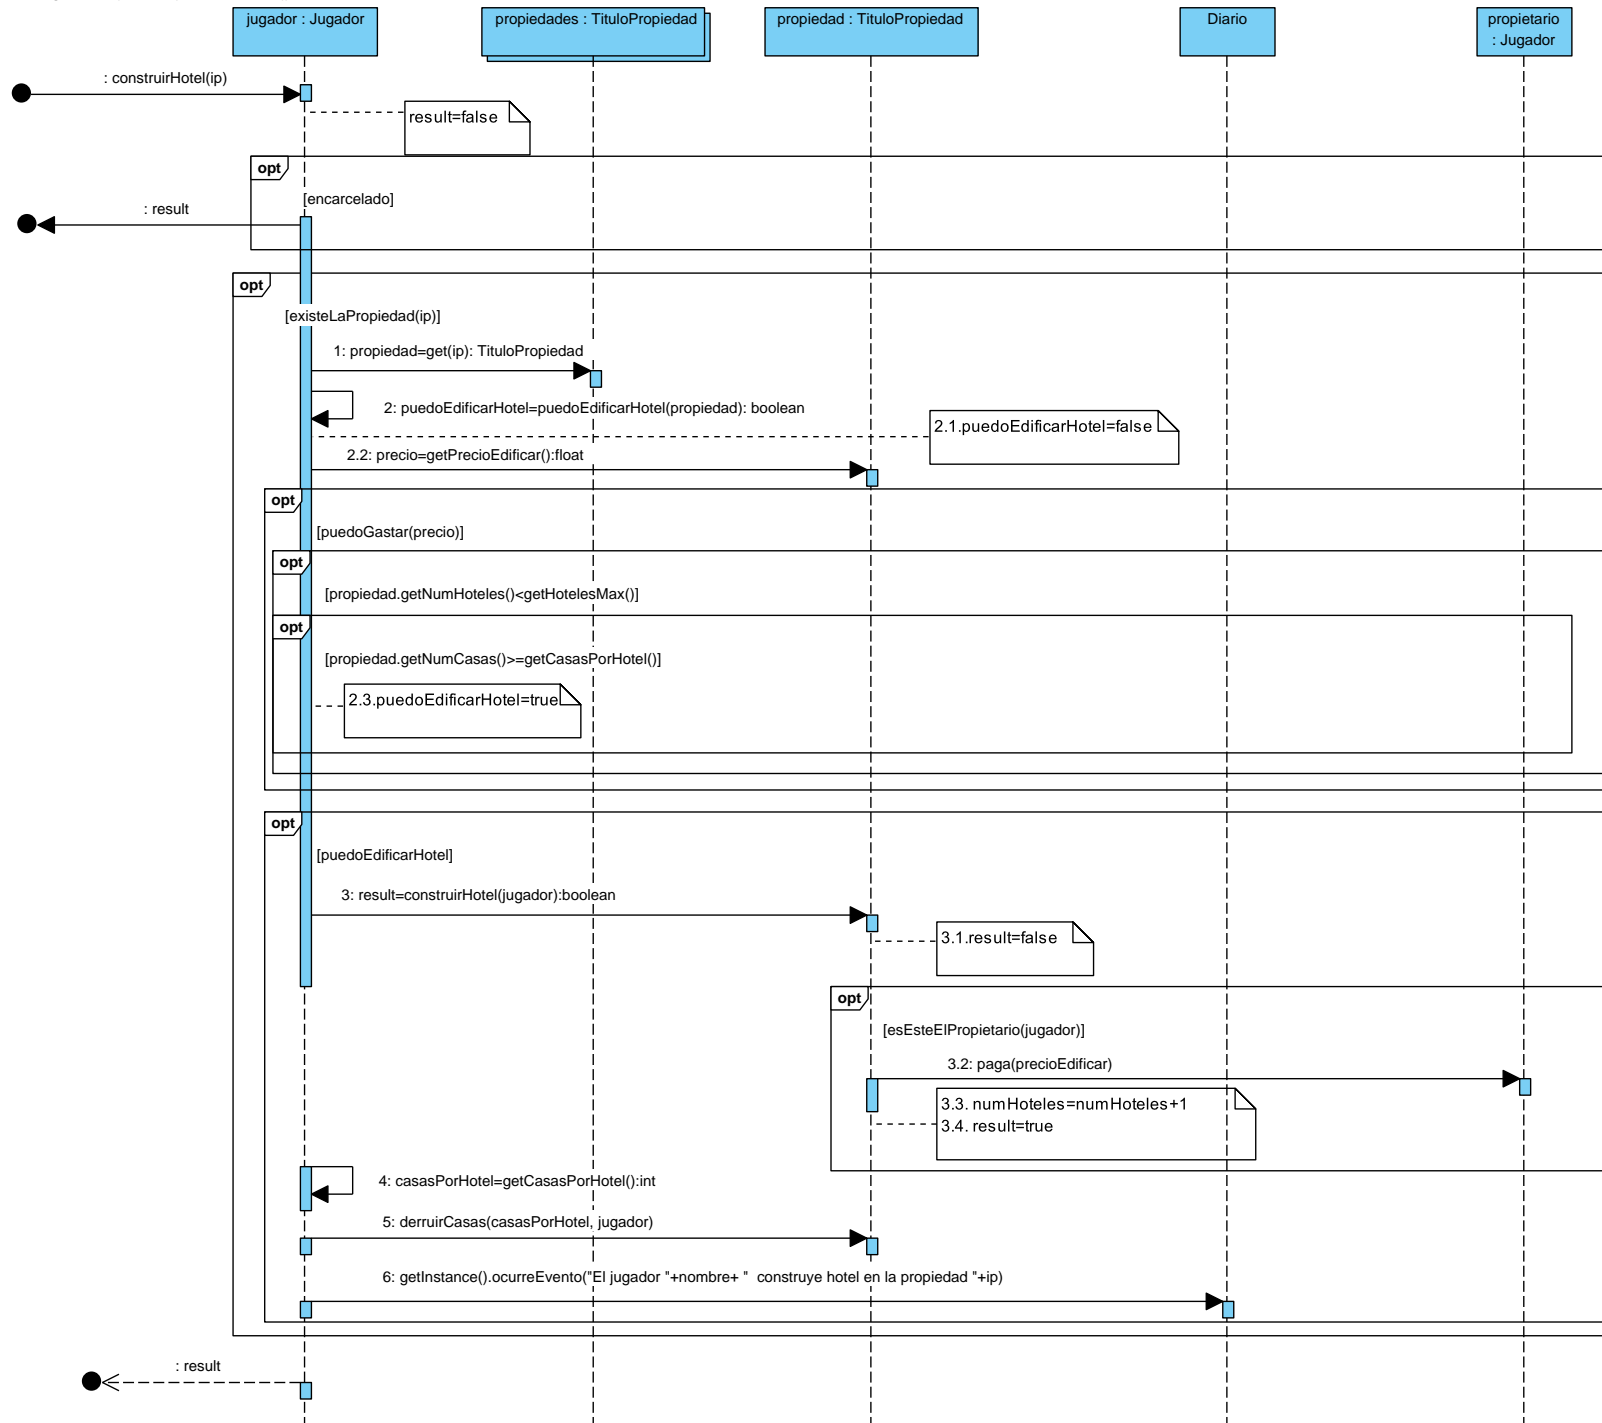 jugador : Jugador
propiedades : TituloPropiedad
propiedad : TituloPropiedad
Diario
propietario
: Jugador
: construirHotel(ip)
result=false
opt
[encarcelado]
: result
opt
[existeLaPropiedad(ip)]
1: propiedad=get(ip): TituloPropiedad
2: puedoEdificarHotel=puedoEdificarHotel(propiedad): boolean
2.1.puedoEdificarHotel=false
2.2: precio=getPrecioEdificar():float
opt
[puedoGastar(precio)]
opt
[propiedad.getNumHoteles()<getHotelesMax()]
opt
[propiedad.getNumCasas()>=getCasasPorHotel()]
2.3.puedoEdificarHotel=true
opt
[puedoEdificarHotel]
3: result=construirHotel(jugador):boolean
3.1.result=false
opt
[esEsteElPropietario(jugador)]
3.2: paga(precioEdificar)
3.3. numHoteles=numHoteles+1
3.4. result=true
4: casasPorHotel=getCasasPorHotel():int
5: derruirCasas(casasPorHotel, jugador)
6: getInstance().ocurreEvento("El jugador "+nombre+ "  construye hotel en la propiedad "+ip)
: result